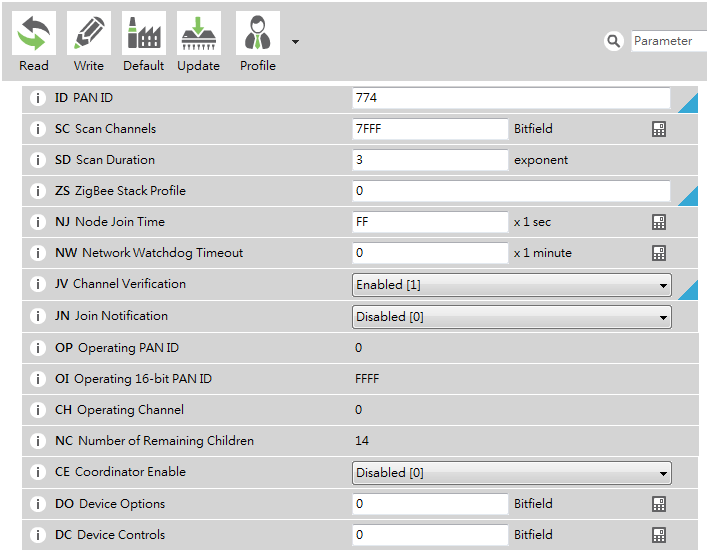 Read Write Default Update Profile Parameter
ID PAN ID 774
SC Scan Channels 7FFF Bitfield
SD Scan Duration 3 exponent
ZS ZigBee Stack Profile 0
NJ Node Join Time FF x 1 sec
NW Network Watchdog Timeout 0 x 1 minute
JV Channel Verification Enabled [1]
JN Join Notification Disabled [0]
OP Operating PAN ID 0
OI Operating 16-bit PAN ID FFFF
CH Operating Channel 0
NC Number of Remaining Children 14
CE Coordinator Enable Disabled [0]
DO Device Options 0 Bitfield
DC Device Controls 0 Bitfield